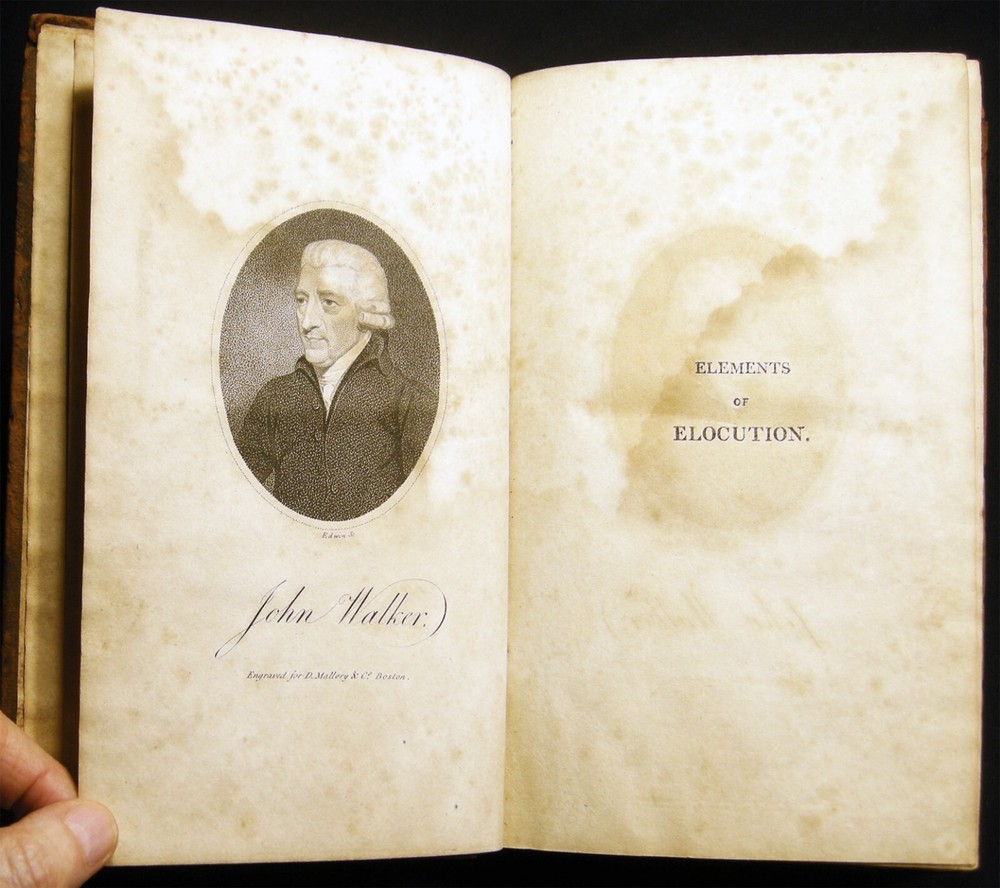 Edwin Sc
John Walker.
Engraved for D. Mallory & Co. Boston.
ELEMENTS
OF
ELOCUTION.